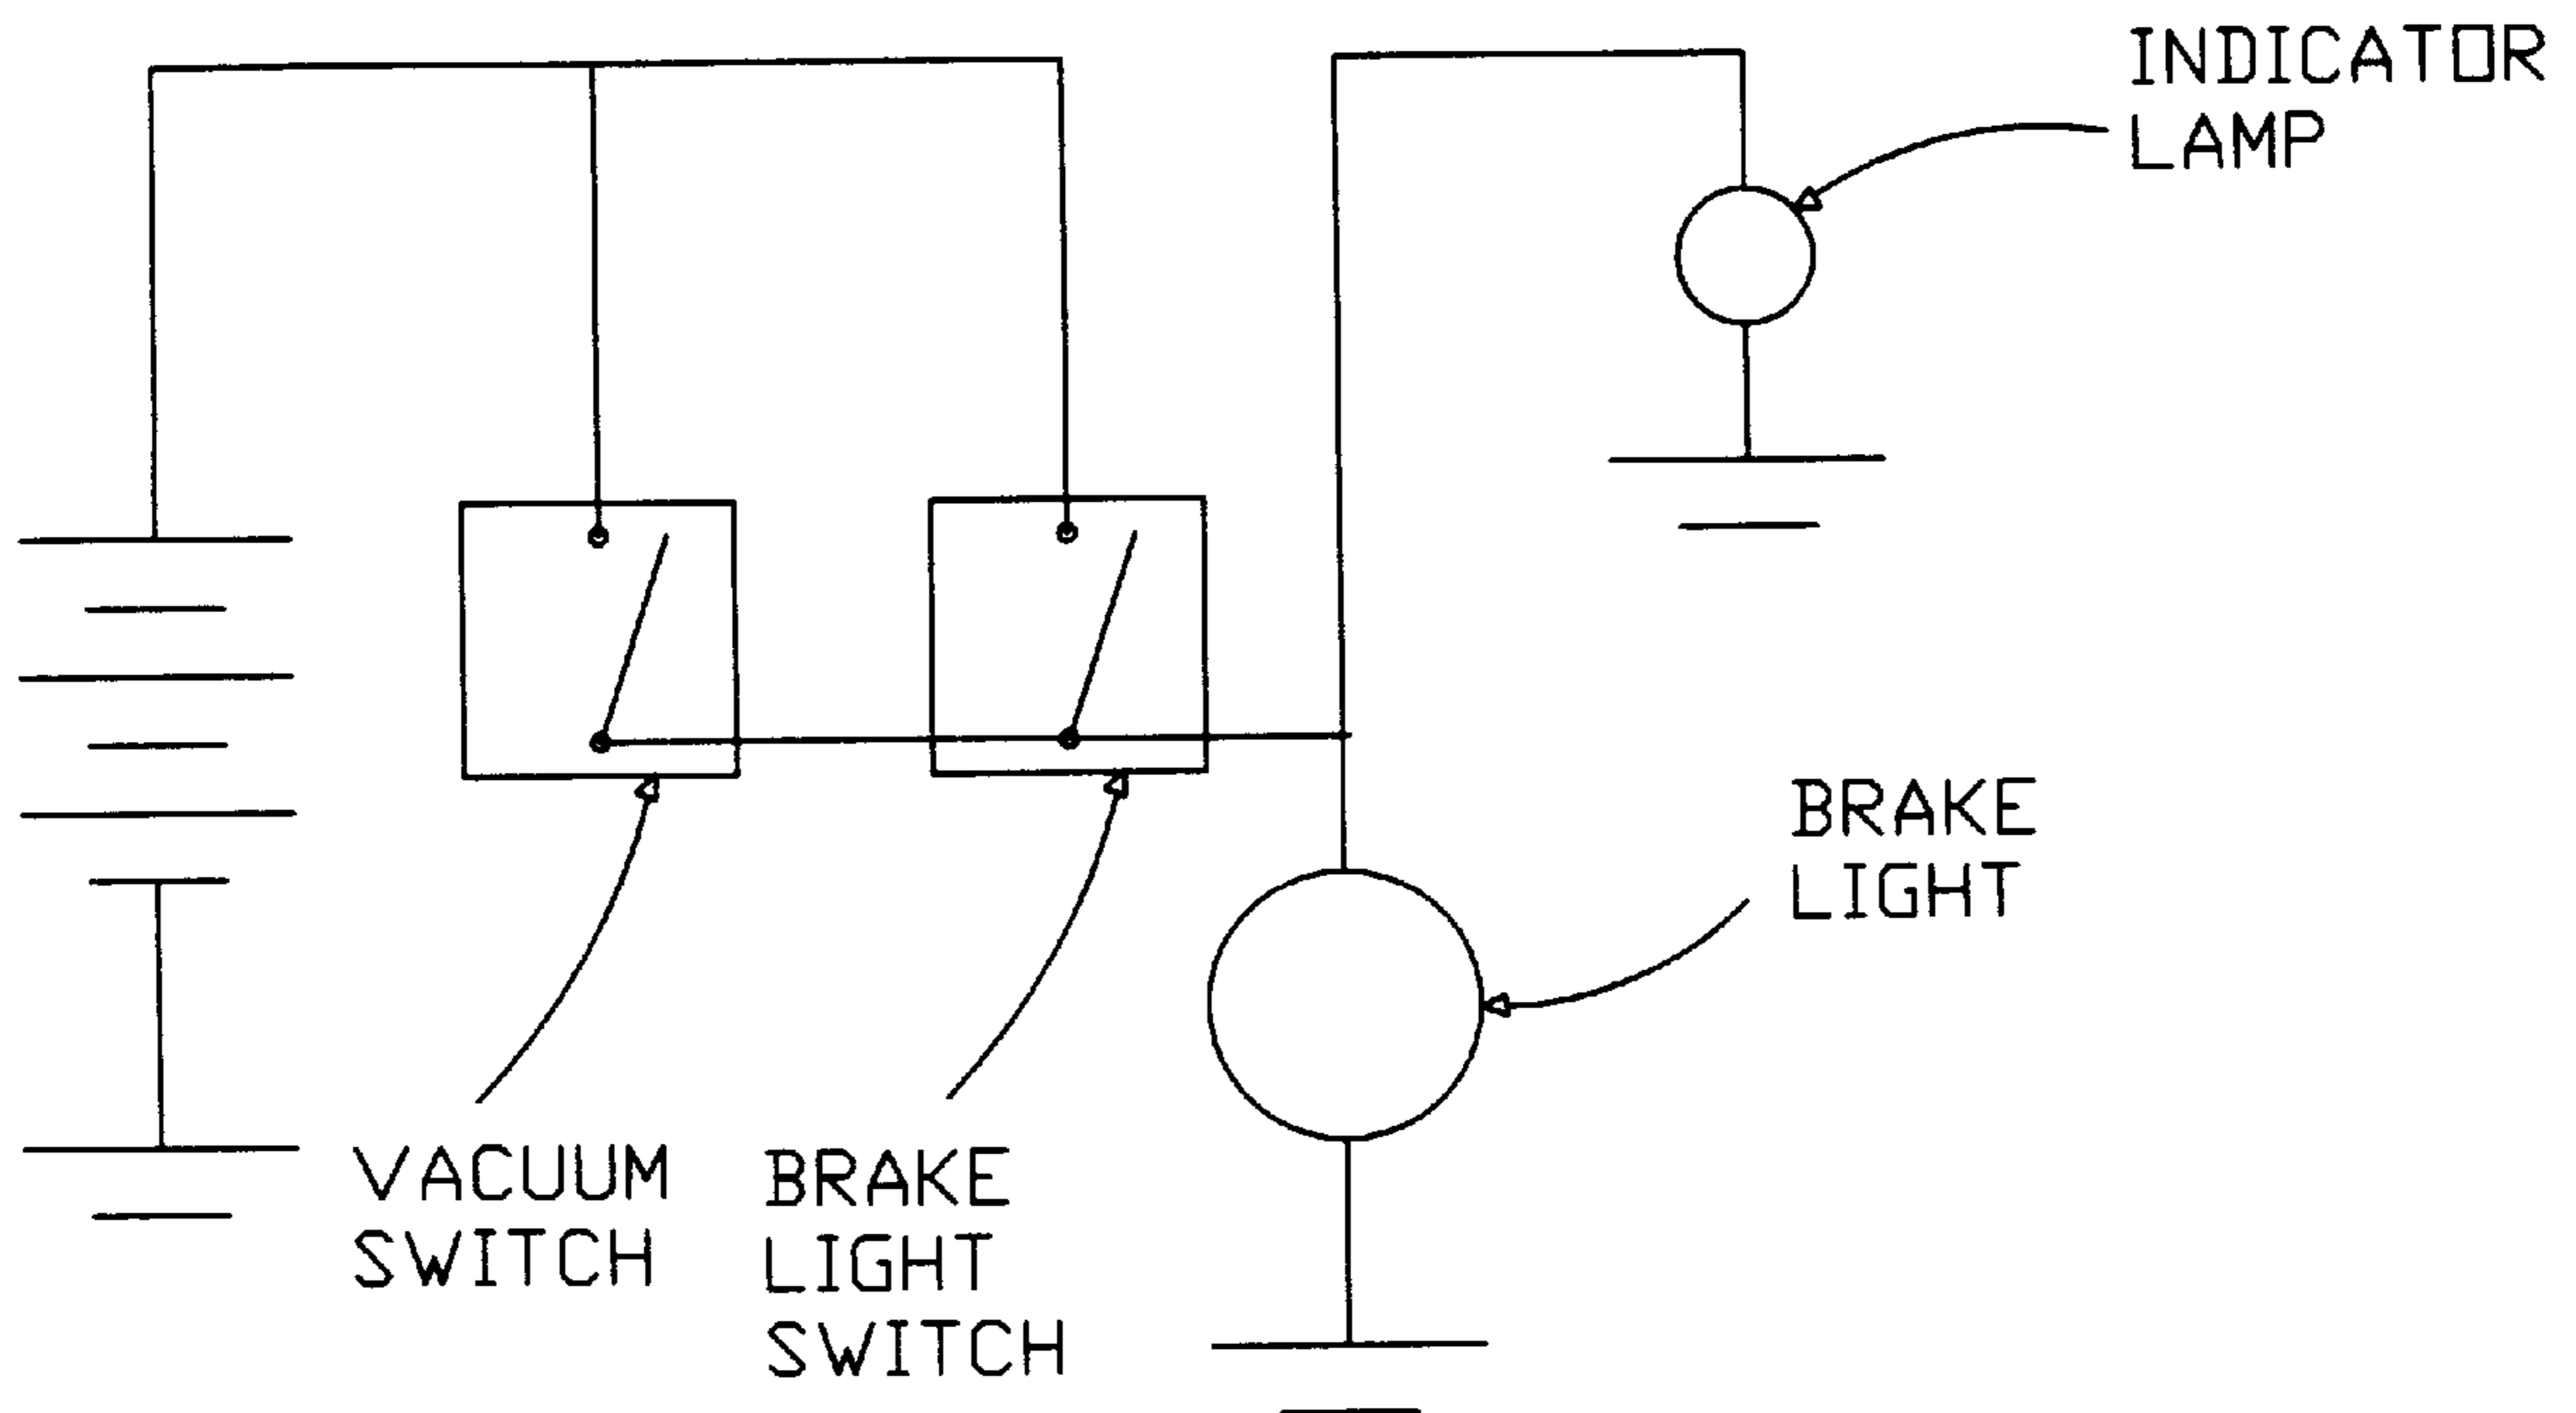 INDICATOR
LAMP
BRAKE
LIGHT
VACUUM
SWITCH
BRAKE
LIGHT
SWITCH